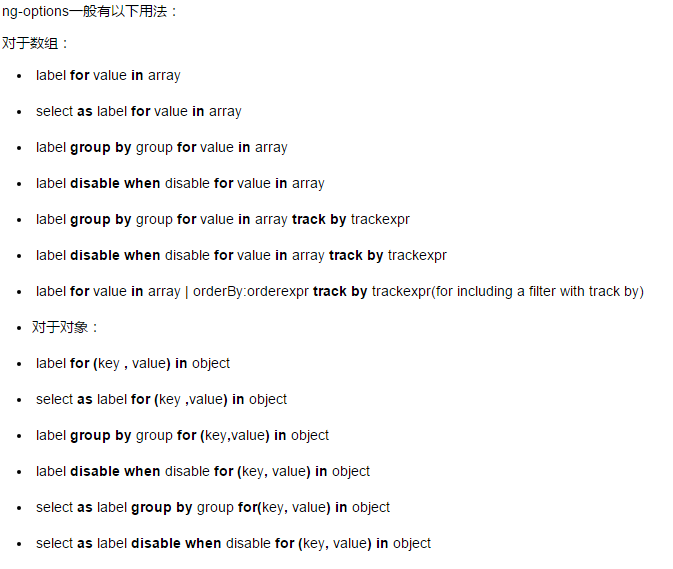 ng-options一般有以下用法：
对于数组：
• label for value in array
• select as label for value in array
• label group by group for value in array
• label disable when disable for value in array
• label group by group for value in array track by trackexpr
• label disable when disable for value in array track by trackexpr
• label for value in array | orderBy:orderexpr track by trackexpr(for including a filter with track by)
• 对于对象：
• label for (key , value) in object
• select as label for (key ,value) in object
• label group by group for (key,value) in object
• label disable when disable for (key, value) in object
• select as label group by group for(key, value) in object
• select as label disable when disable for (key, value) in object